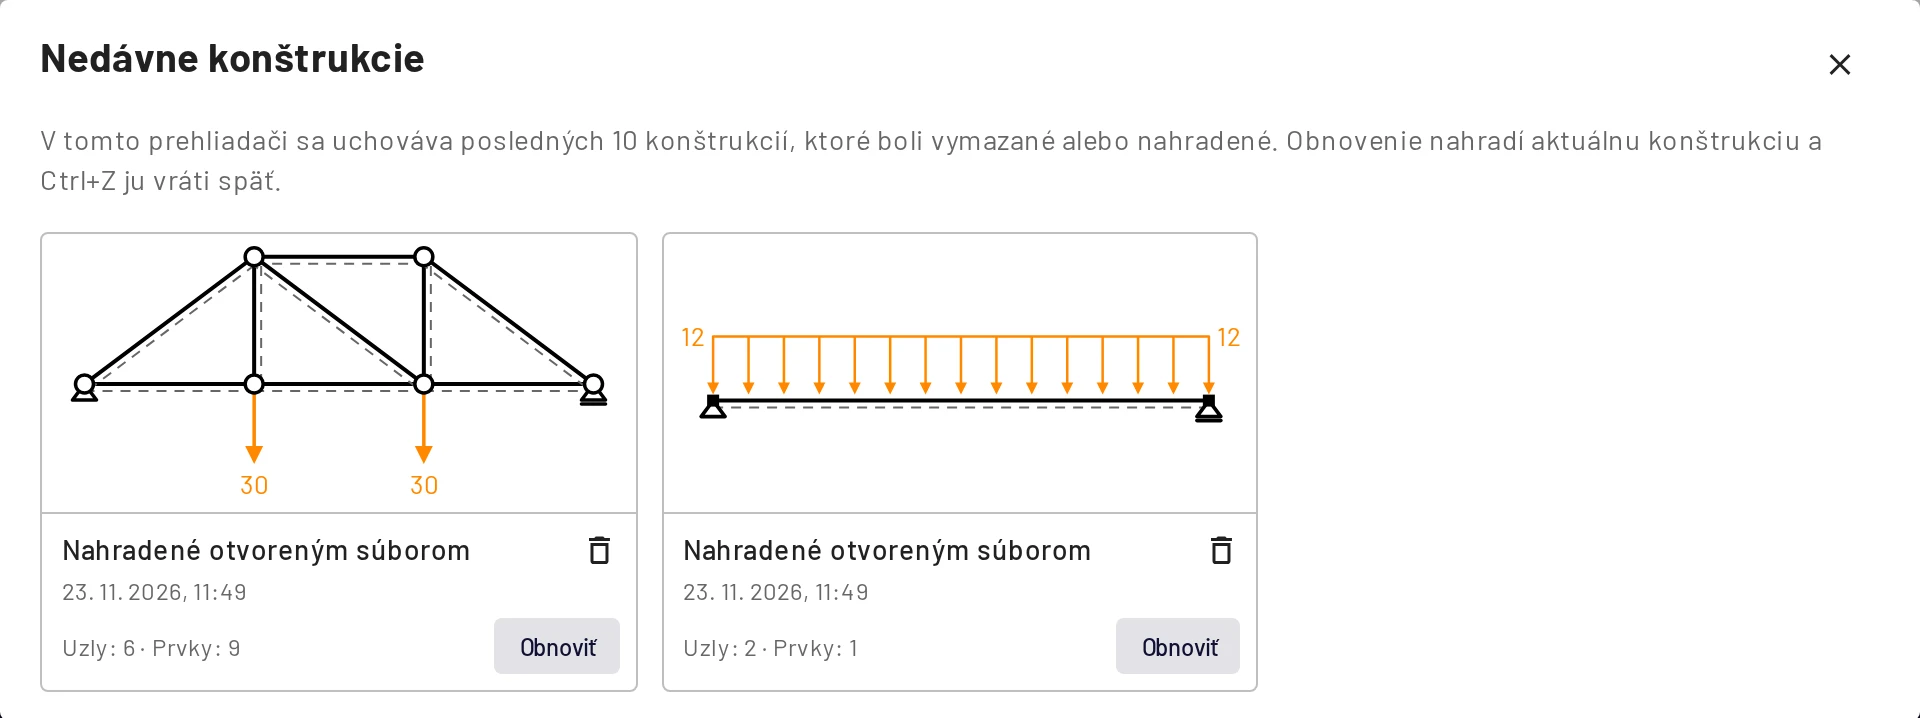 Nedávne konštrukcie
V tomto prehliadači sa uchováva posledných 10 konštrukcií, ktoré boli vymazané alebo nahradené. Obnovenie nahradí aktuálnu konštrukciu a
Ctrl+Z ju vráti späť.
30 30
Nahradené otvoreným súborom
23. 11. 2026, 11:49
Uzly: 6 · Prvky: 9
Obnoviť
12 12
Nahradené otvoreným súborom
23. 11. 2026, 11:49
Uzly: 2 · Prvky: 1
Obnoviť